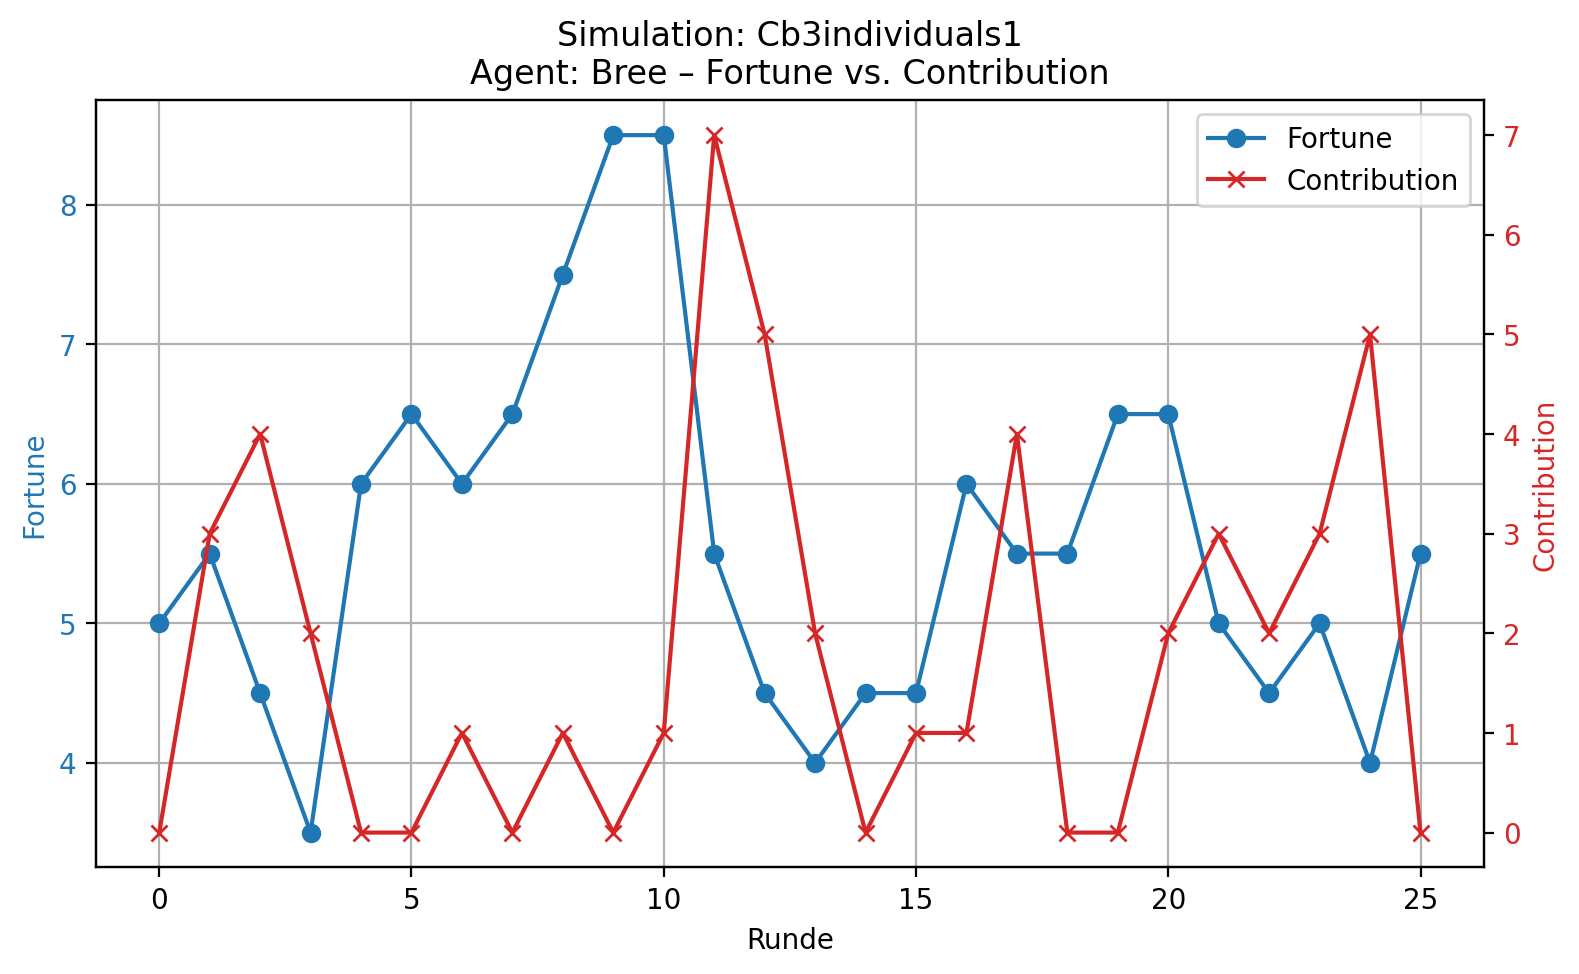 Simulation: Cb3individuals1
Agent: Bree – Fortune vs. Contribution
Fortune
Contribution
8
7
6
5
4
Fortune
7
6
5
4
3
2
1
0
Contribution
0 5 10 15 20 25
Runde